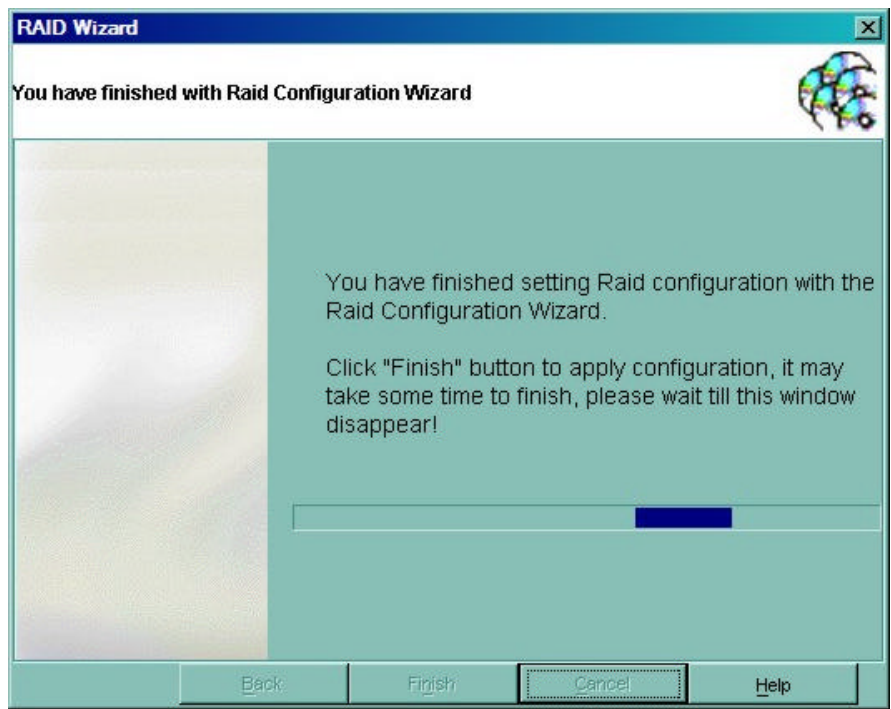 RAID Wizard
You have finished with Raid Configuration Wizard
You have finished setting Raid configuration with the
Raid Configuration Wizard.
Click "Finish" button to apply configuration, it may
take some time to finish, please wait till this window
disappear!
Back
Finish
Cancel
Help